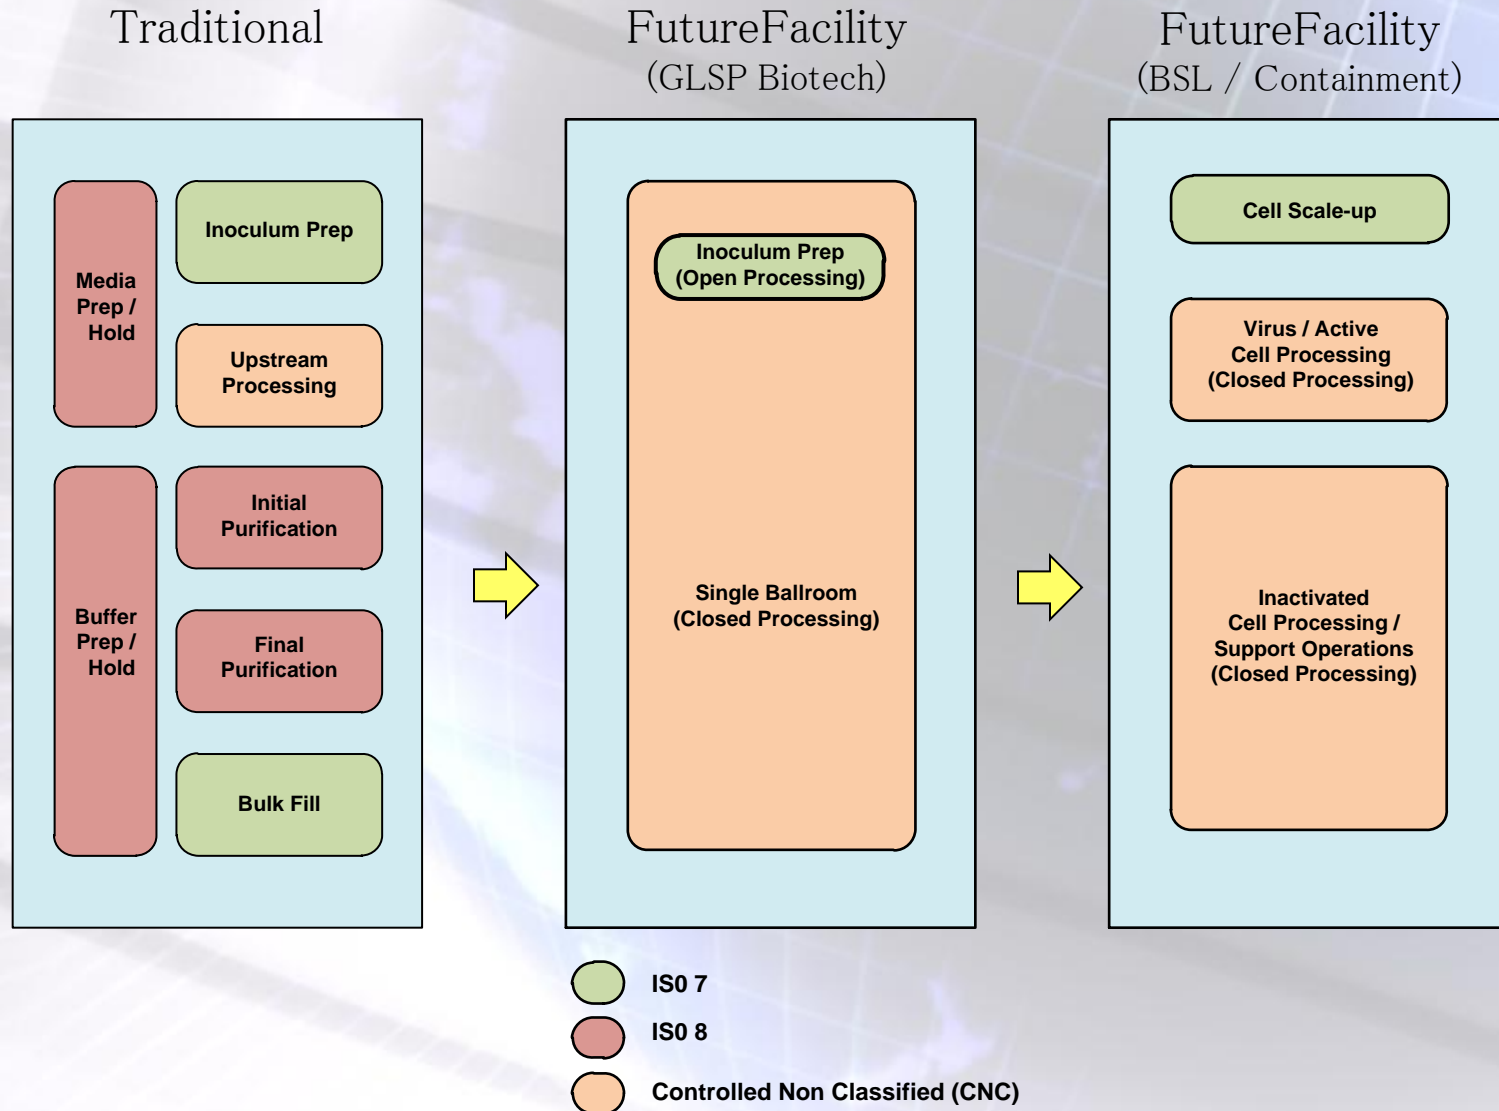 Traditional
FutureFacility
(GLSP Biotech)
FutureFacility
(BSL / Containment)
Media
Prep /
Hold
Inoculum Prep
Upstream
Processing
Buffer
Prep /
Hold
Initial
Purification
Final
Purification
Bulk Fill
Inoculum Prep
(Open Processing)
Single Ballroom
(Closed Processing)
Cell Scale-up
Virus / Active
Cell Processing
(Closed Processing)
Inactivated
Cell Processing /
Support Operations
(Closed Processing)
IS0 7
IS0 8
Controlled Non Classified (CNC)